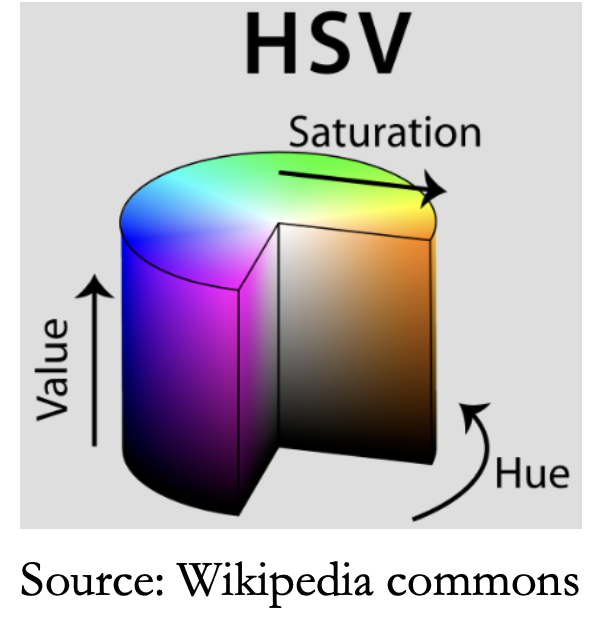 HSV
Saturation
Value
Hue
Source: Wikipedia commons